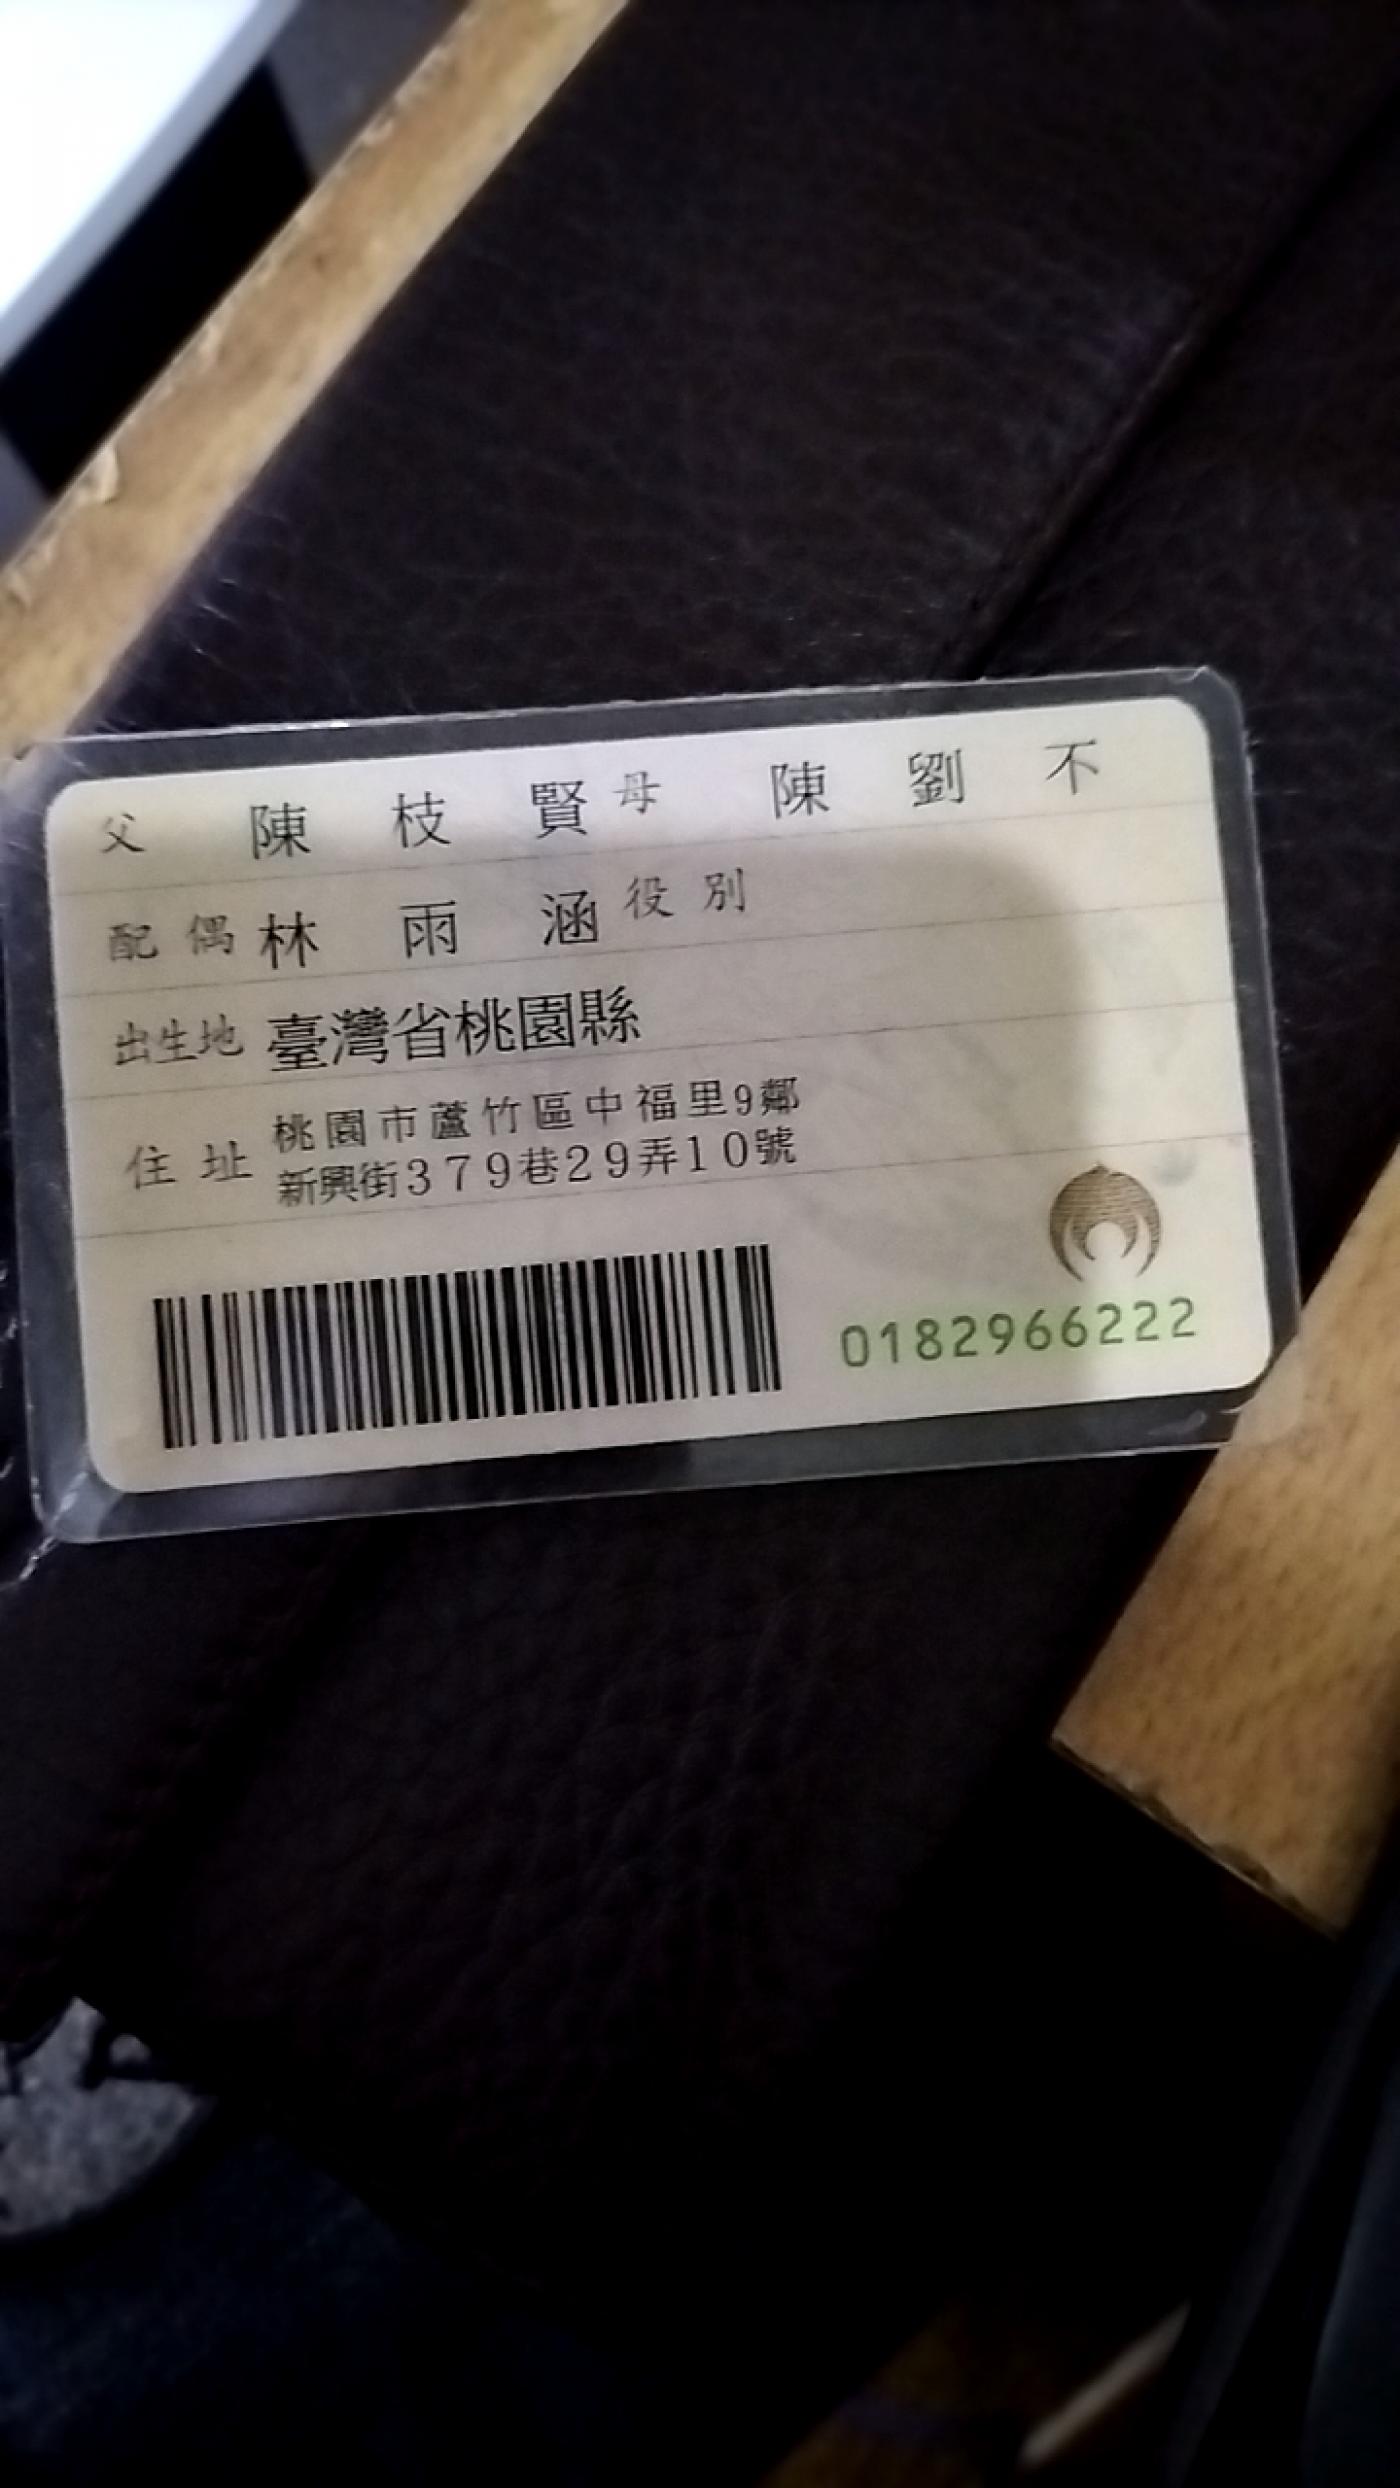 父 陳枝賢 母 陳劉不
配偶 林雨涵 役別
出生地 臺灣省桃園縣
住址 桃園市蘆竹區中福里9鄰
新興街379巷29弄10號
0182966222